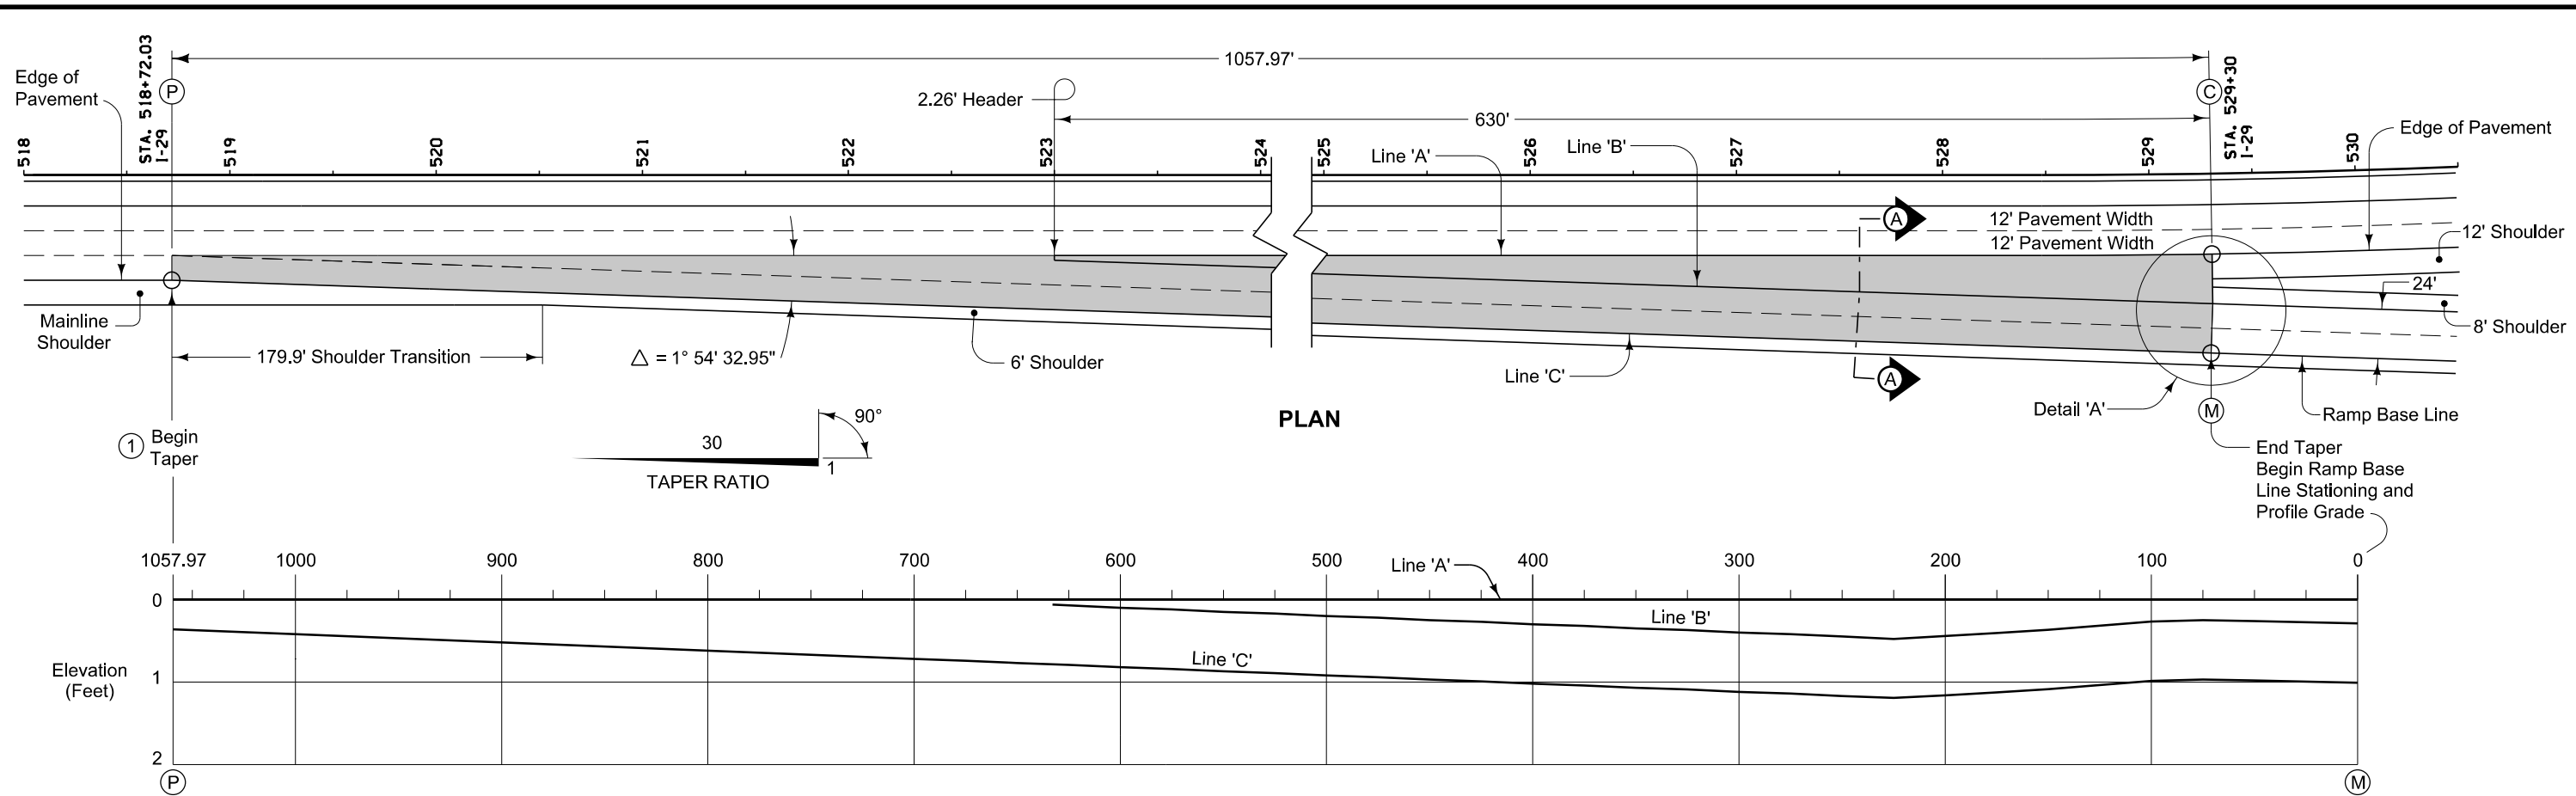 1057.97'
Edge of
Pavement
STA. 518+72.03
I-29
P
2.26' Header
630'
C
STA. 529+30
I-29
Edge of Pavement
518
519
520
521
522
523
524
525
526
527
528
529
530
Line 'A'
Line 'B'
A
12' Pavement Width
12' Pavement Width
12' Shoulder
24'
8' Shoulder
Mainline
Shoulder
179.9' Shoulder Transition
△ = 1° 54' 32.95"
6' Shoulder
Line 'C'
A
Detail 'A'
M
Ramp Base Line
PLAN
1 Begin
Taper
30
90°
1
TAPER RATIO
End Taper
Begin Ramp Base
Line Stationing and
Profile Grade
1057.97 1000 900 800 700 600 500 400 300 200 100 0
Line 'A'
0
Line 'B'
Line 'C'
Elevation
(Feet)
1
2
P
M